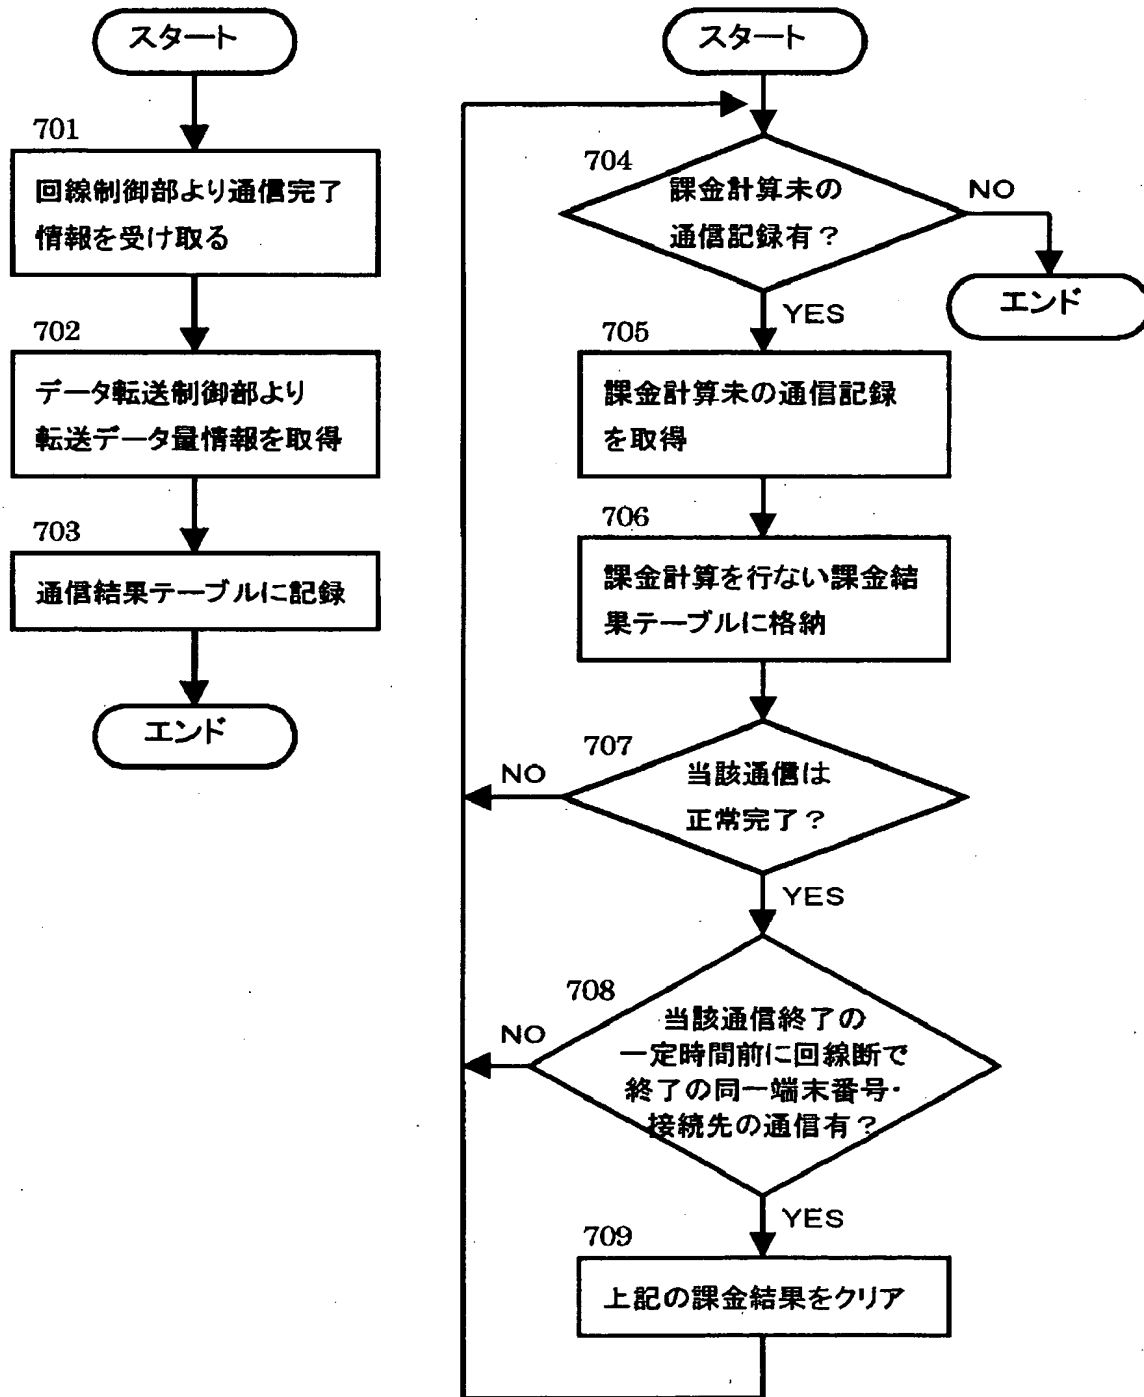 スタート
701
回線制御部より通信完了
情報を受け取る
702
データ転送制御部より
転送データ量情報を取得
703
通信結果テーブルに記録
エンド
スタート
704
課金計算未の
通信記録有？
NO
エンド
YES
705
課金計算未の通信記録
を取得
706
課金計算を行ない課金結
果テーブルに格納
707
当該通信は
正常完了？
NO
YES
708
当該通信終了の
一定時間前に回線断で
終了の同一端末番号・
接続先の通信有？
NO
YES
709
上記の課金結果をクリア